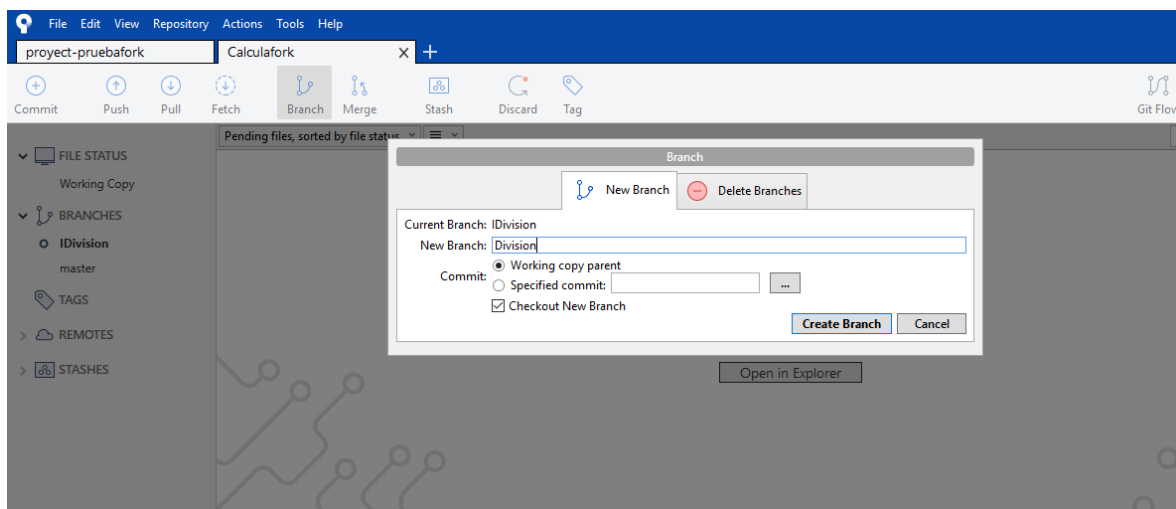 File Edit View Repository Actions Tools Help
proyect-pruebafork Calculafork
Commit Push Pull Fetch Branch Merge Stash Discard Tag Git Flow
Pending files, sorted by file status
FILE STATUS
Working Copy
BRANCHES
IDivision
master
TAGS
REMOTES
STASHES
Branch
New Branch Delete Branches
Current Branch: IDivision
New Branch: Division
Commit: Working copy parent
Specified commit: ...
Checkout New Branch
Create Branch Cancel
Open in Explorer